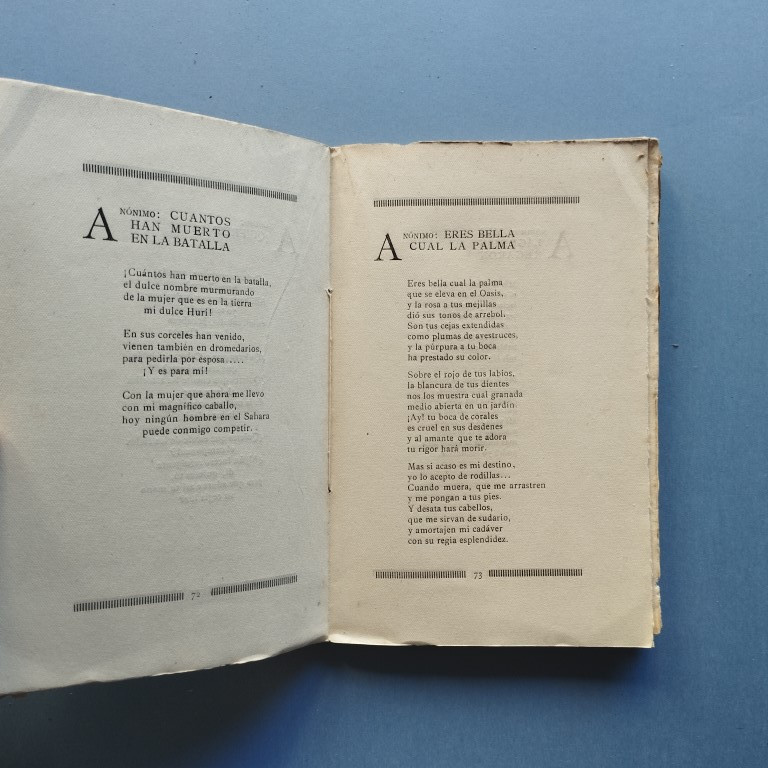 ANÓNIMO: CUANTOS
HAN MUERTO
EN LA BATALLA
¡Cuántos han muerto en la batalla,
el dulce nombre murmurando
de la mujer que es en la tierra
mi dulce Hurí!
En sus corceles han venido,
vienen también en dromedarios,
para pedirla por esposa.....
¡Y es para mí!
Con la mujer que ahora me llevo
con mi magnífico caballo,
hoy ningún hombre en el Sahara
puede conmigo competir.
72
ANÓNIMO: ERES BELLA
CUAL LA PALMA
Eres bella cual la palma
que se eleva en el Oasis,
y la rosa a tus mejillas
dió sus tonos de arrebol.
Son tus cejas extendidas
como plumas de avestruces,
y la púrpura a tu boca
ha prestado su color.
Sobre el rojo de tus labios,
la blancura de tus dientes
nos los muestra cual granada
medio abierta en un jardín.
¡Ay! tu boca de corales
es cruel en sus desdenes
y al amante que te adora
tu rigor hará morir.
Mas si acaso es mi destino,
yo lo acepto de rodillas...
Cuando muera, que me arrastren
y me pongan a tus pies.
Y desata tus cabellos,
que me sirvan de sudario,
y amortajen mi cadáver
con su regia esplendidez.
73